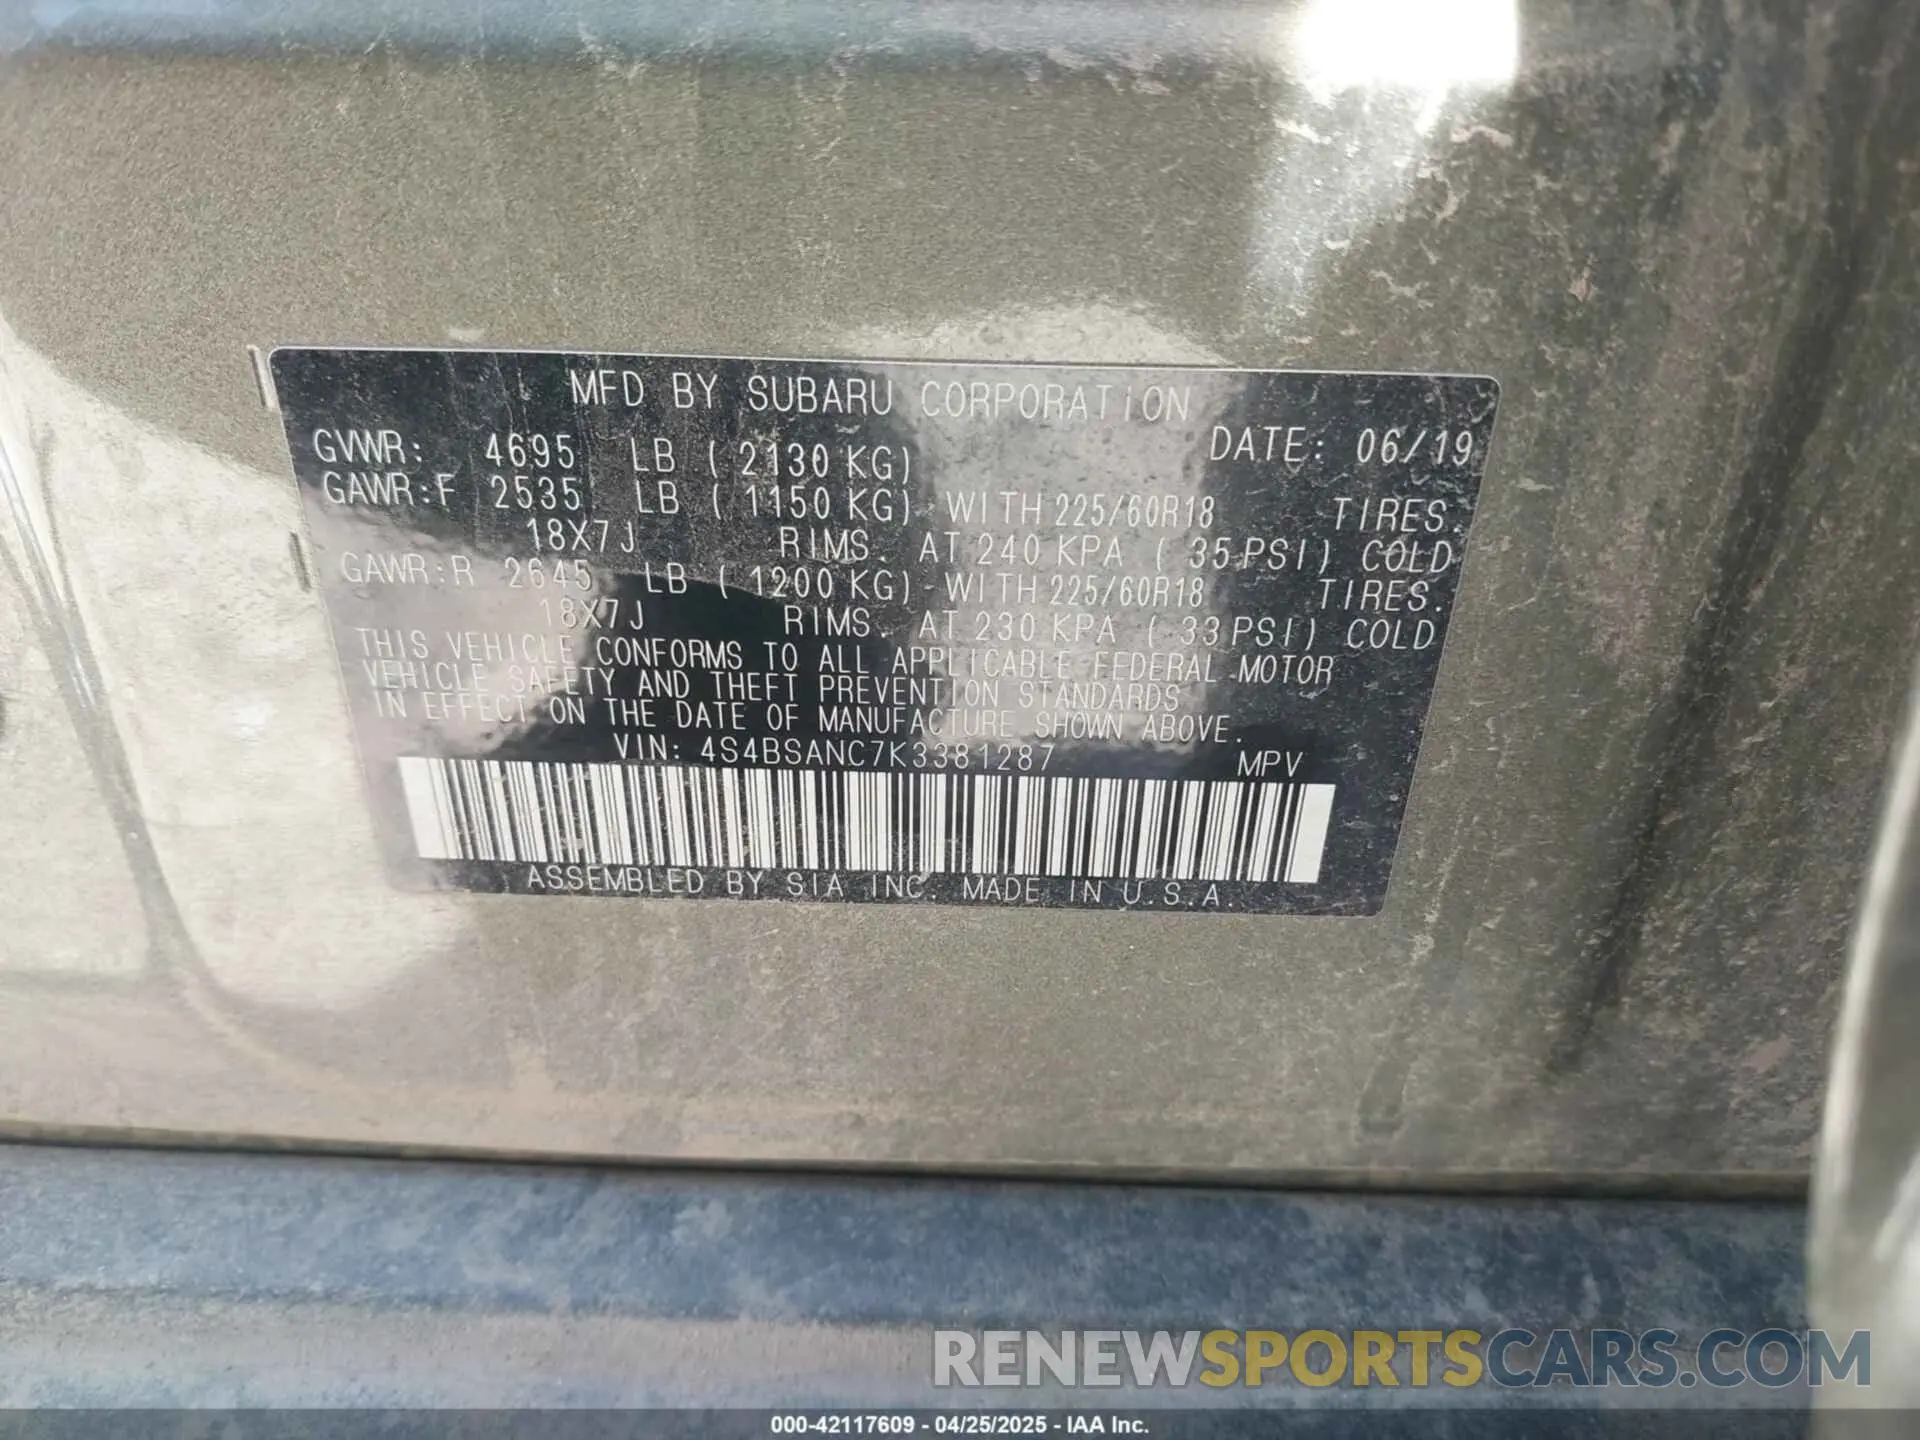 MFD BY SUBARU CORPORATION
GVWR: 4695 LB (2130 KG) DATE: 06/19
GAWR:F 2535 LB (1150 KG) WITH 225/60R18 TIRES.
18X7J RIMS. AT 240 KPA (35 PSI) COLD
GAWR:R 2645 LB (1200 KG) WITH 225/60R18 TIRES.
18X7J RIMS. AT 230 KPA (33 PSI) COLD
THIS VEHICLE CONFORMS TO ALL APPLICABLE FEDERAL MOTOR
VEHICLE SAFETY AND THEFT PREVENTION STANDARDS
IN EFFECT ON THE DATE OF MANUFACTURE SHOWN ABOVE.
VIN: 4S4BSANC7K3381287 MPV
ASSEMBLED BY SIA INC. MADE IN U.S.A.
RENEWSPORTSCARS.COM
000-42117609 - 04/25/2025 - IAA Inc.